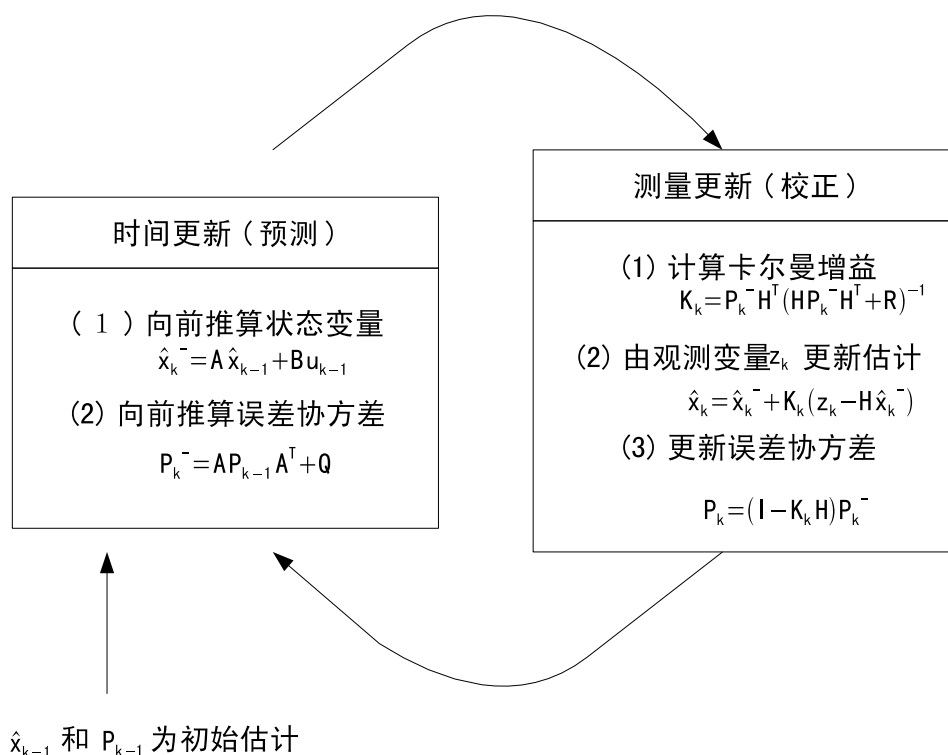 时间更新（预测）
（1）向前推算状态变量
x̂ₖ⁻=Ax̂ₖ₋₁+Buₖ₋₁
(2) 向前推算误差协方差
Pₖ⁻=APₖ₋₁Aᵀ+Q
测量更新（校正）
(1) 计算卡尔曼增益
Kₖ=Pₖ⁻Hᵀ(HPₖ⁻Hᵀ+R)⁻¹
(2) 由观测变量zₖ 更新估计
x̂ₖ=x̂ₖ⁻+Kₖ(zₖ−Hx̂ₖ⁻)
(3) 更新误差协方差
Pₖ=(I−KₖH)Pₖ⁻
x̂ₖ₋₁ 和 Pₖ₋₁ 为初始估计